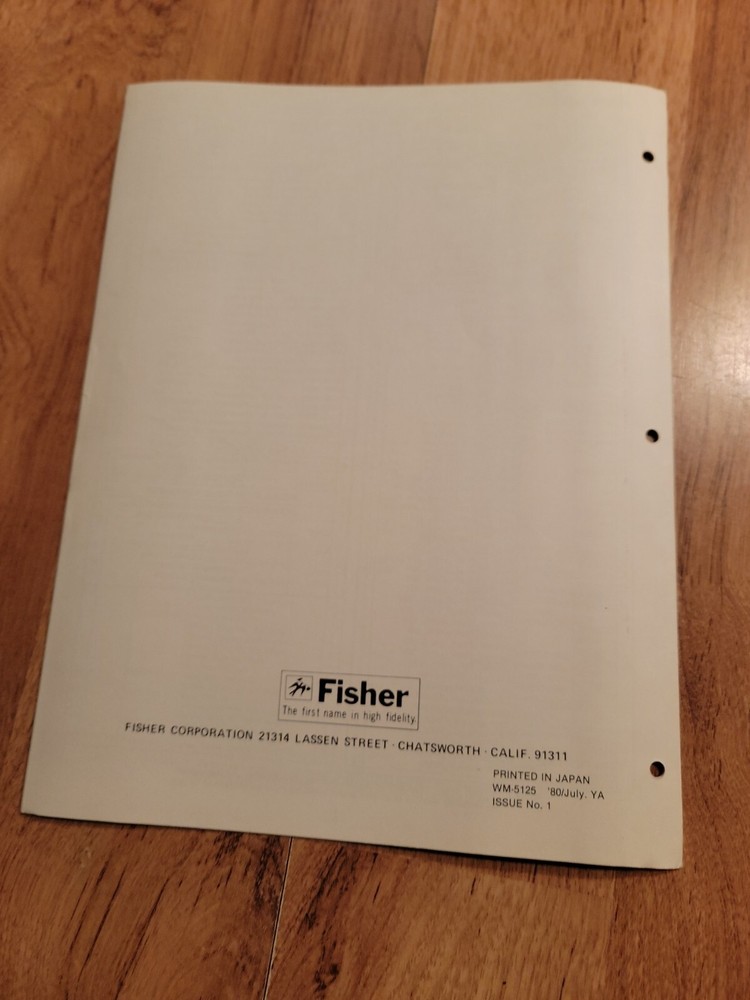 Fisher
The first name in high fidelity.
FISHER CORPORATION 21314 LASSEN STREET · CHATSWORTH · CALIF. 91311
PRINTED IN JAPAN
WM-5125 '80/July. YA
ISSUE No. 1